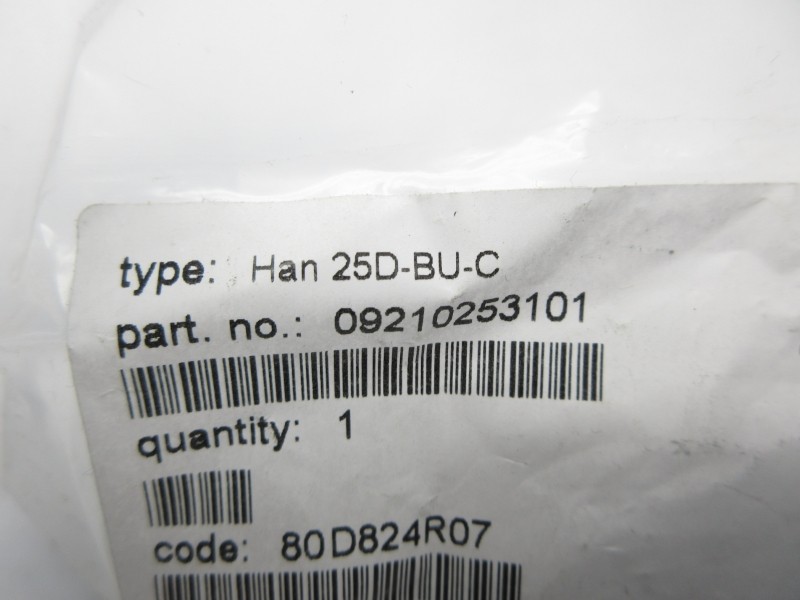 type: Han 25D-BU-C
part. no.: 09210253101
quantity: 1
code: 80D824R07